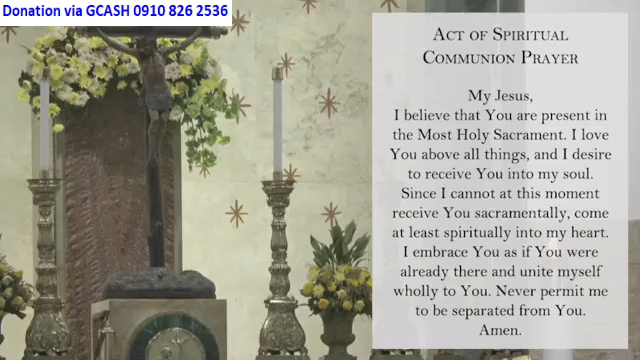 Donation via GCASH 0910 826 2536
ACT OF SPIRITUAL
COMMUNION PRAYER
My Jesus,
I believe that You are present in
the Most Holy Sacrament. I love
You above all things, and I desire
to receive You into my soul.
Since I cannot at this moment
receive You sacramentally, come
at least spiritually into my heart.
I embrace You as if You were
already there and unite myself
wholly to You. Never permit me
to be separated from You.
Amen.